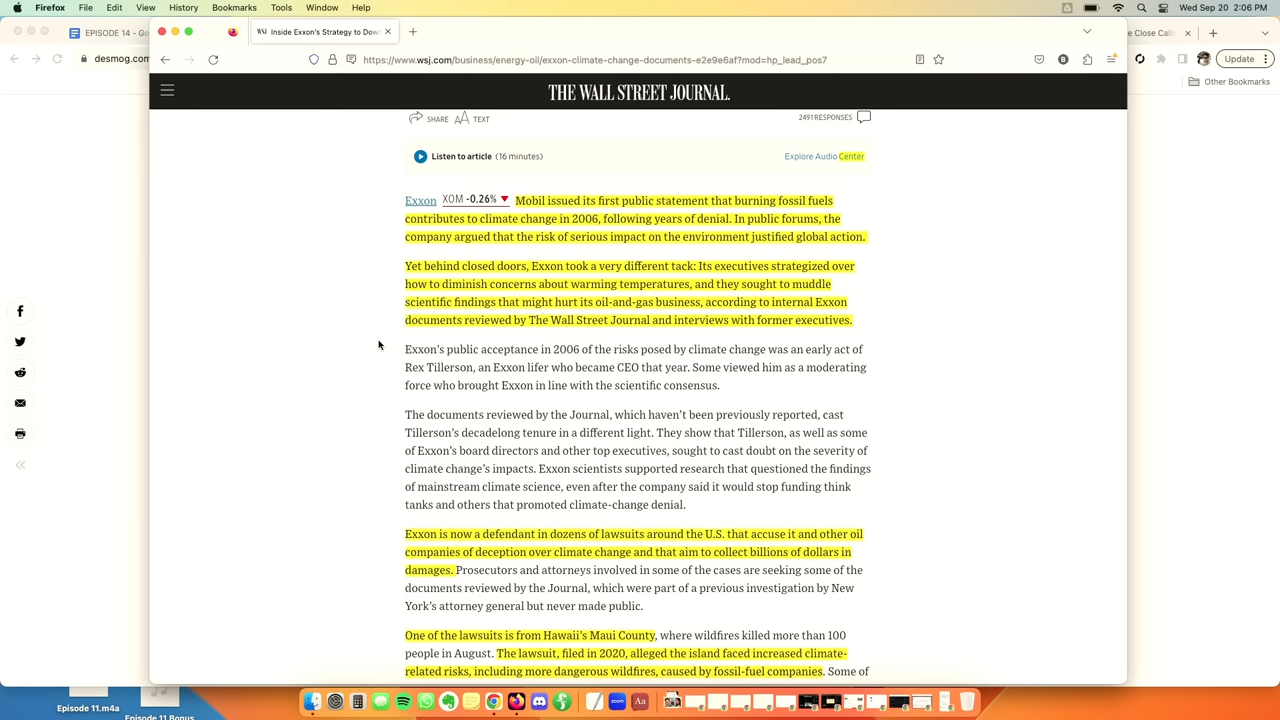 Firefox File Edit View History Bookmarks Tools Window Help
Wed Sep 20 2:06 PM
EPISODE 14 - Go
WSJ Inside Exxon's Strategy to Dow
e Close Calls
desmog.com
https://www.wsj.com/business/energy-oil/exxon-climate-change-documents-e2e9e6af?mod=hp_lead_pos7
Update
Other Bookmarks
THE WALL STREET JOURNAL.
SHARE AA TEXT
2491 RESPONSES
Listen to article (16 minutes)
Explore Audio Center
Exxon XOM -0.26% Mobil issued its first public statement that burning fossil fuels
contributes to climate change in 2006, following years of denial. In public forums, the
company argued that the risk of serious impact on the environment justified global action.
Yet behind closed doors, Exxon took a very different tack: Its executives strategized over
how to diminish concerns about warming temperatures, and they sought to muddle
scientific findings that might hurt its oil-and-gas business, according to internal Exxon
documents reviewed by The Wall Street Journal and interviews with former executives.
Exxon's public acceptance in 2006 of the risks posed by climate change was an early act of
Rex Tillerson, an Exxon lifer who became CEO that year. Some viewed him as a moderating
force who brought Exxon in line with the scientific consensus.
The documents reviewed by the Journal, which haven't been previously reported, cast
Tillerson's decadelong tenure in a different light. They show that Tillerson, as well as some
of Exxon's board directors and other top executives, sought to cast doubt on the severity of
climate change's impacts. Exxon scientists supported research that questioned the findings
of mainstream climate science, even after the company said it would stop funding think
tanks and others that promoted climate-change denial.
Exxon is now a defendant in dozens of lawsuits around the U.S. that accuse it and other oil
companies of deception over climate change and that aim to collect billions of dollars in
damages. Prosecutors and attorneys involved in some of the cases are seeking some of the
documents reviewed by the Journal, which were part of a previous investigation by New
York's attorney general but never made public.
One of the lawsuits is from Hawaii's Maui County, where wildfires killed more than 100
people in August. The lawsuit, filed in 2020, alleged the island faced increased climate-
related risks, including more dangerous wildfires, caused by fossil-fuel companies. Some of
zoom
Aa
Episode 11.m4a
Episode 11 Bonus